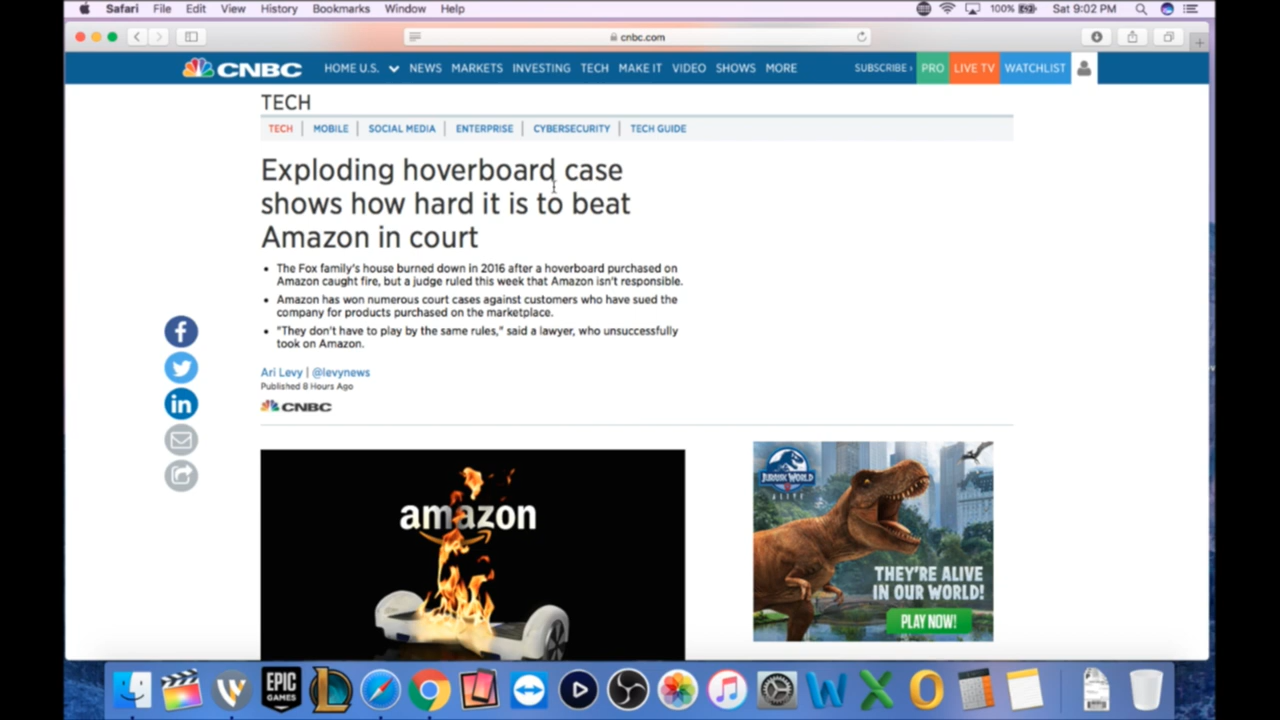 Safari File Edit View History Bookmarks Window Help 100% Sat 9:02 PM
cnbc.com
CNBC HOME U.S. NEWS MARKETS INVESTING TECH MAKE IT VIDEO SHOWS MORE SUBSCRIBE PRO LIVE TV WATCHLIST
TECH
TECH MOBILE SOCIAL MEDIA ENTERPRISE CYBERSECURITY TECH GUIDE
Exploding hoverboard case
shows how hard it is to beat
Amazon in court
• The Fox family's house burned down in 2016 after a hoverboard purchased on
Amazon caught fire, but a judge ruled this week that Amazon isn't responsible.
• Amazon has won numerous court cases against customers who have sued the
company for products purchased on the marketplace.
• "They don't have to play by the same rules," said a lawyer, who unsuccessfully
took on Amazon.
Ari Levy | @levynews
Published 8 Hours Ago
CNBC
amazon
JURASSIC WORLD
ALIVE
THEY'RE ALIVE
IN OUR WORLD!
PLAY NOW!
EPIC
GAMES